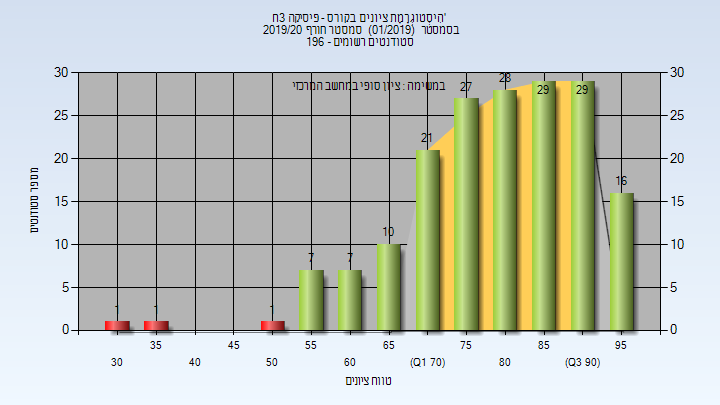 היסטוגרמת ציונים בקורס - פיסיקה 3ח'
בסמסטר (01/2019) סמסטר חורף 2019/20
סטודנטים רשומים - 196
במשימה : ציון סופי במחשב המרכזי
מספר סטודנטים
30 30
25 25
20 20
15 15
10 10
5 5
0 0
1 1 1 7 7 10 21 27 28 29 29 16
35 45 55 65 75 85 95
30 40 50 60 (Q1 70) 80 (Q3 90)
טווח ציונים